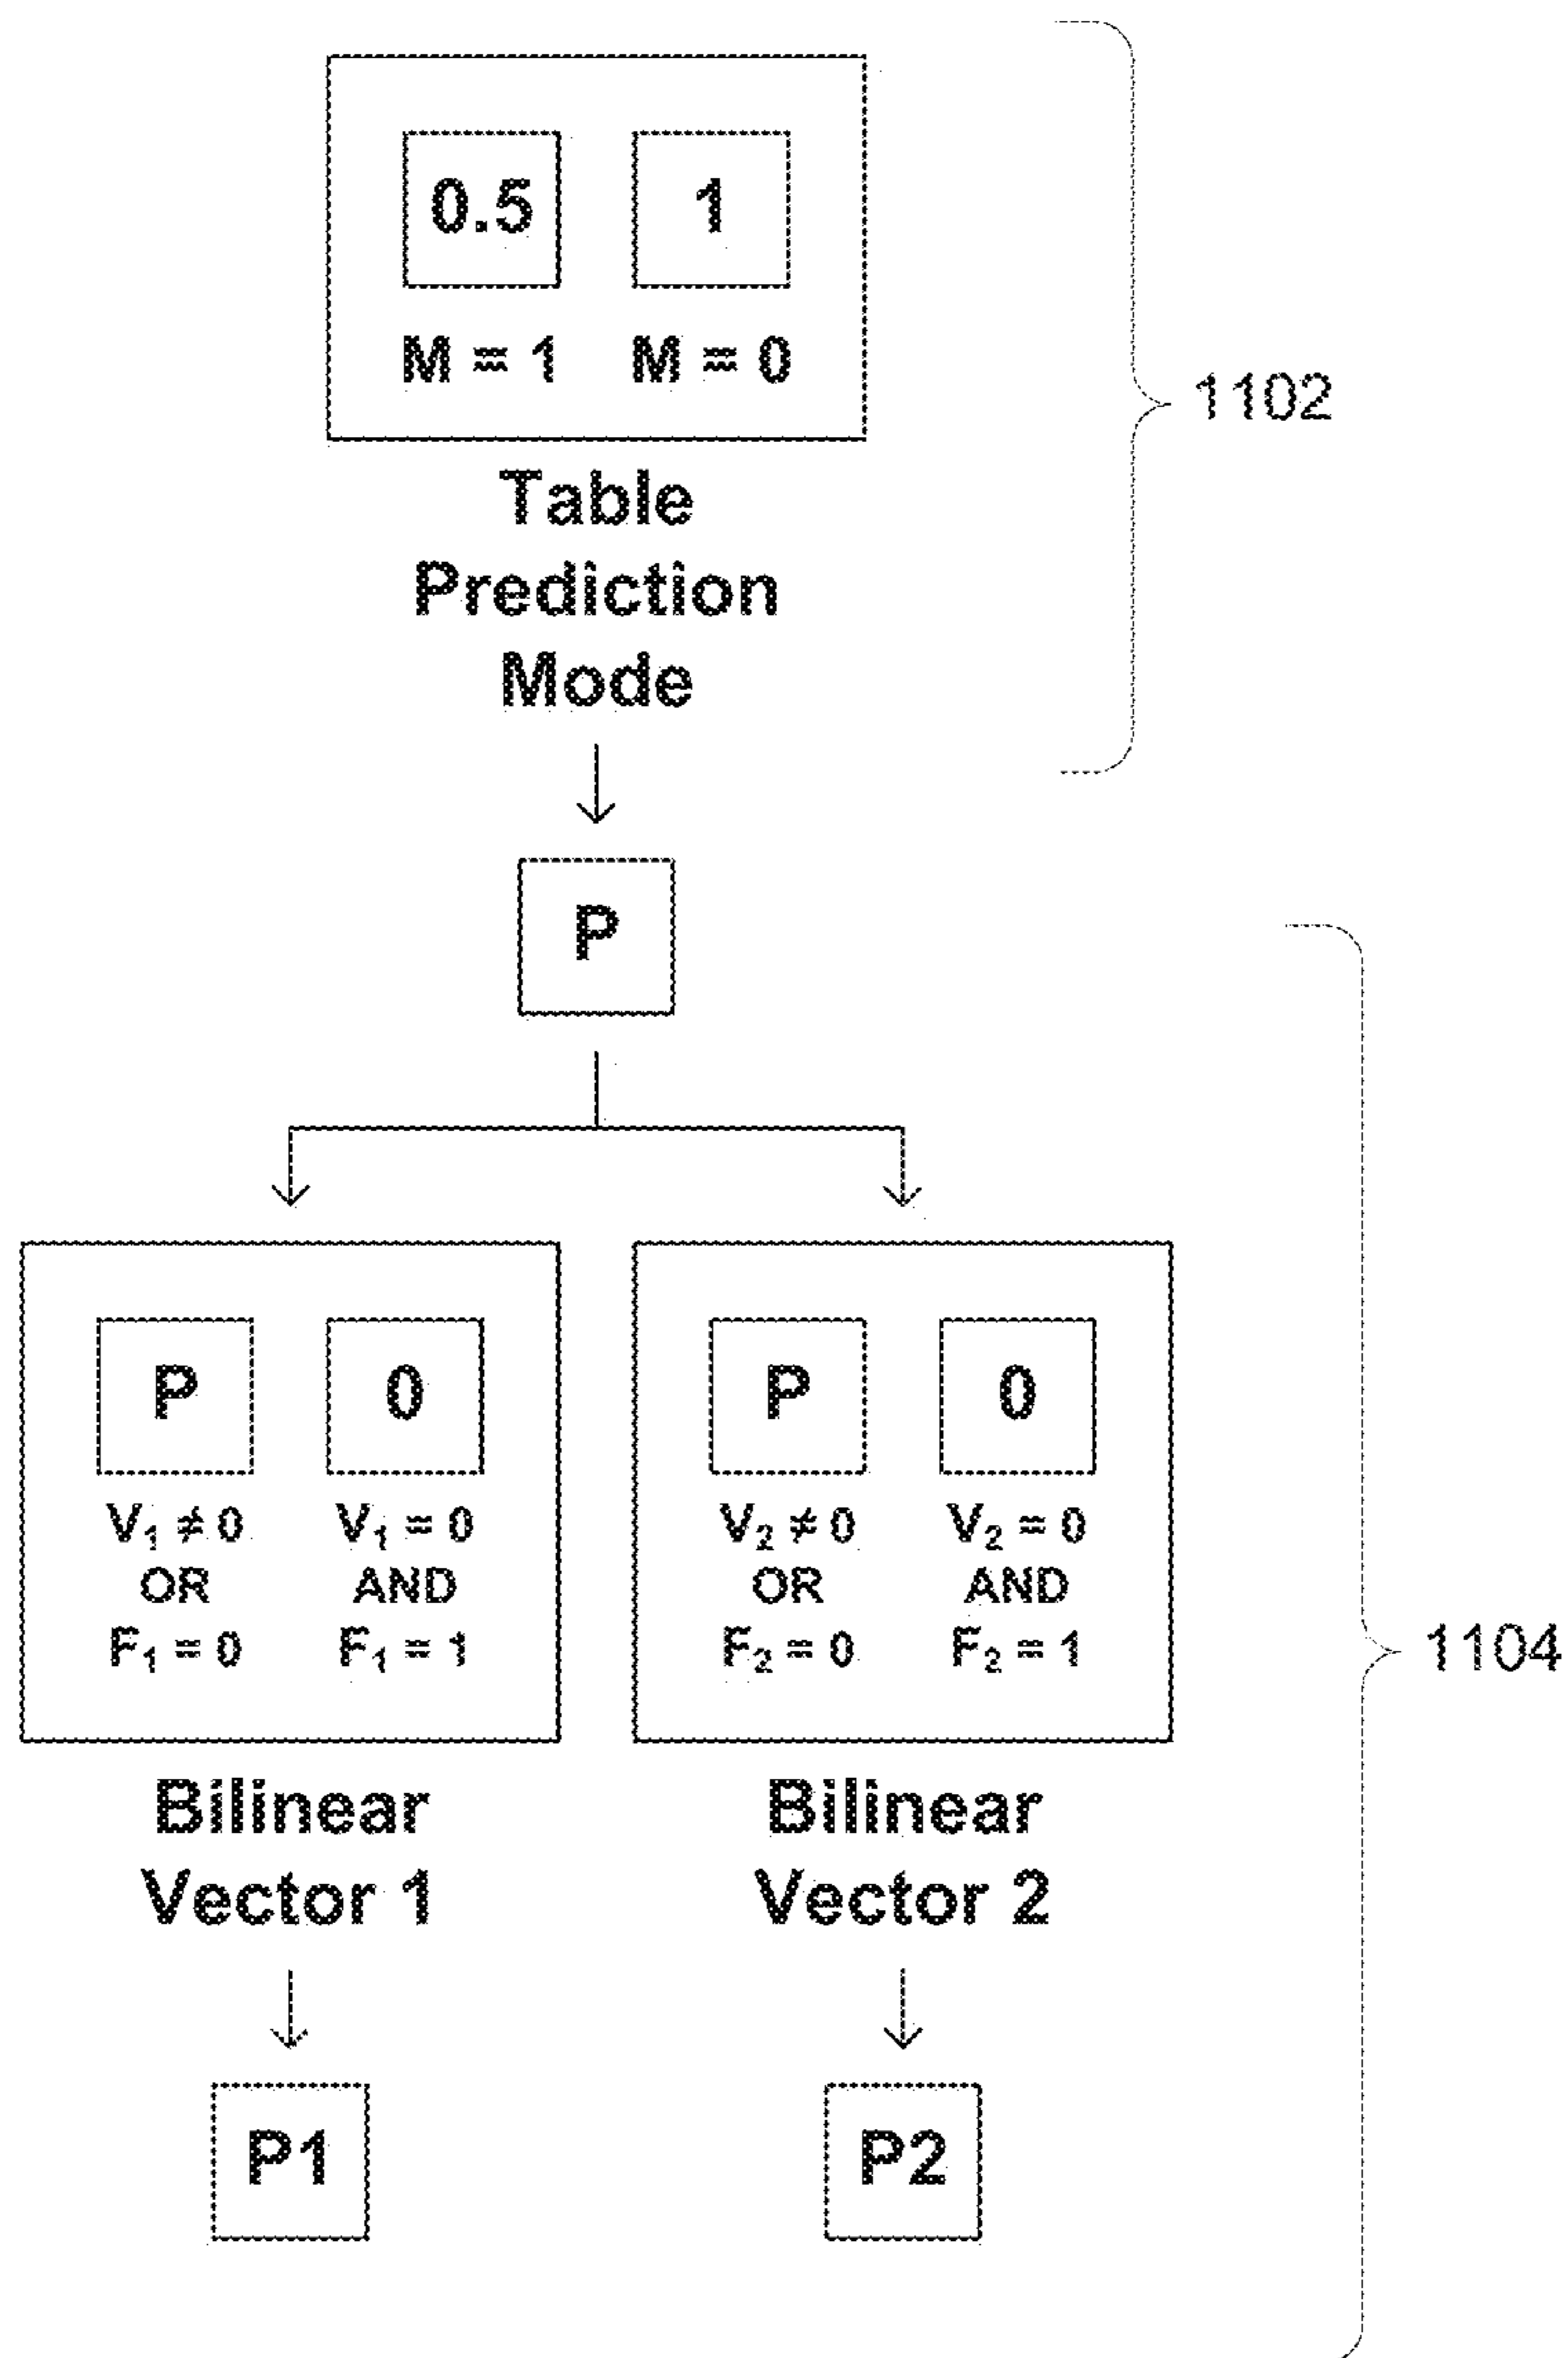 0.5 1
M = 1 M = 0
1102
Table
Prediction
Mode
P
P 0 P 0
V₁ ≠ 0 V₁ = 0 V₂ ≠ 0 V₂ = 0
OR AND OR AND
F₁ = 0 F₁ = 1 F₂ = 0 F₂ = 1
1104
Bilinear Bilinear
Vector 1 Vector 2
P1 P2